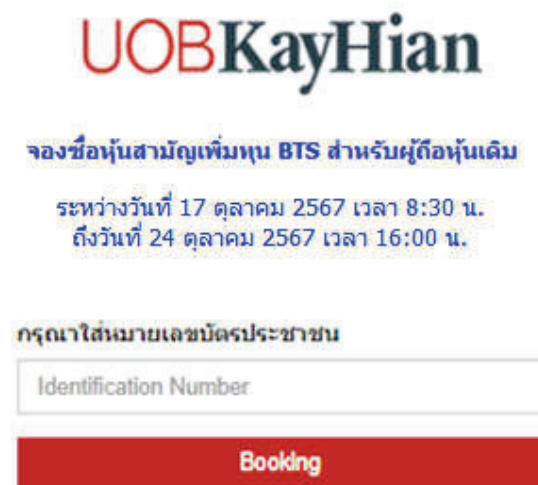 UOBKayHian
จองซื้อหุ้นสามัญเพิ่มทุน BTS สำหรับผู้ถือหุ้นเดิม
ระหว่างวันที่ 17 ตุลาคม 2567 เวลา 8:30 น.
ถึงวันที่ 24 ตุลาคม 2567 เวลา 16:00 น.
กรุณาใส่หมายเลขบัตรประชาชน
Identification Number
Booking